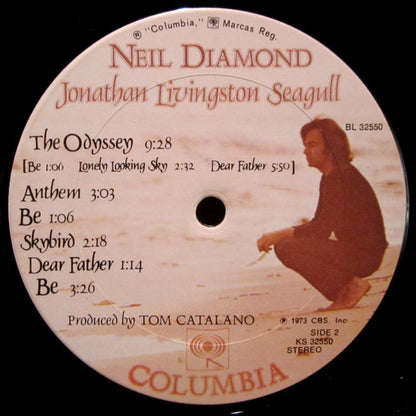 ® "Columbia," Marcas Reg.
NEIL DIAMOND
Jonathan Livingston Seagull
BL 32550
The Odyssey 9:28
[Be 1:06 Lonely Looking Sky 2:32 Dear Father 5:50]
Anthem 3:03
Be 1:06
Skybird 2:18
Dear Father 1:14
Be 3:26
Produced by TOM CATALANO
℗ 1973 CBS, Inc.
SIDE 2
KS 32550
STEREO
COLUMBIA